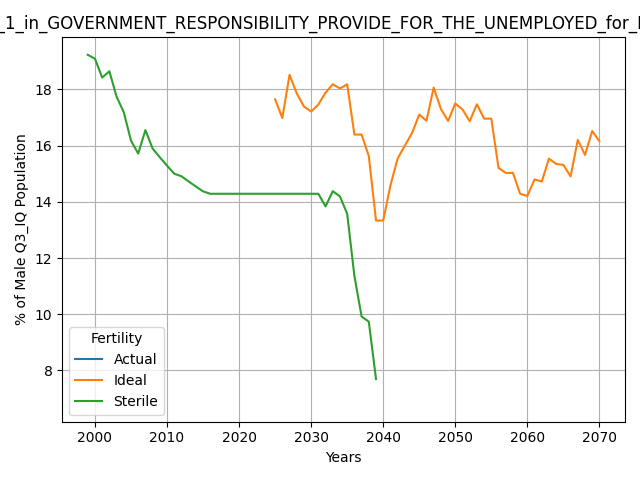 _1_in_GOVERNMENT_RESPONSIBILITY_PROVIDE_FOR_THE_UNEMPLOYED_for_
% of Male Q3_IQ Population
18
16
14
12
10
8
Fertility
Actual
Ideal
Sterile
2000 2010 2020 2030 2040 2050 2060 2070
Years